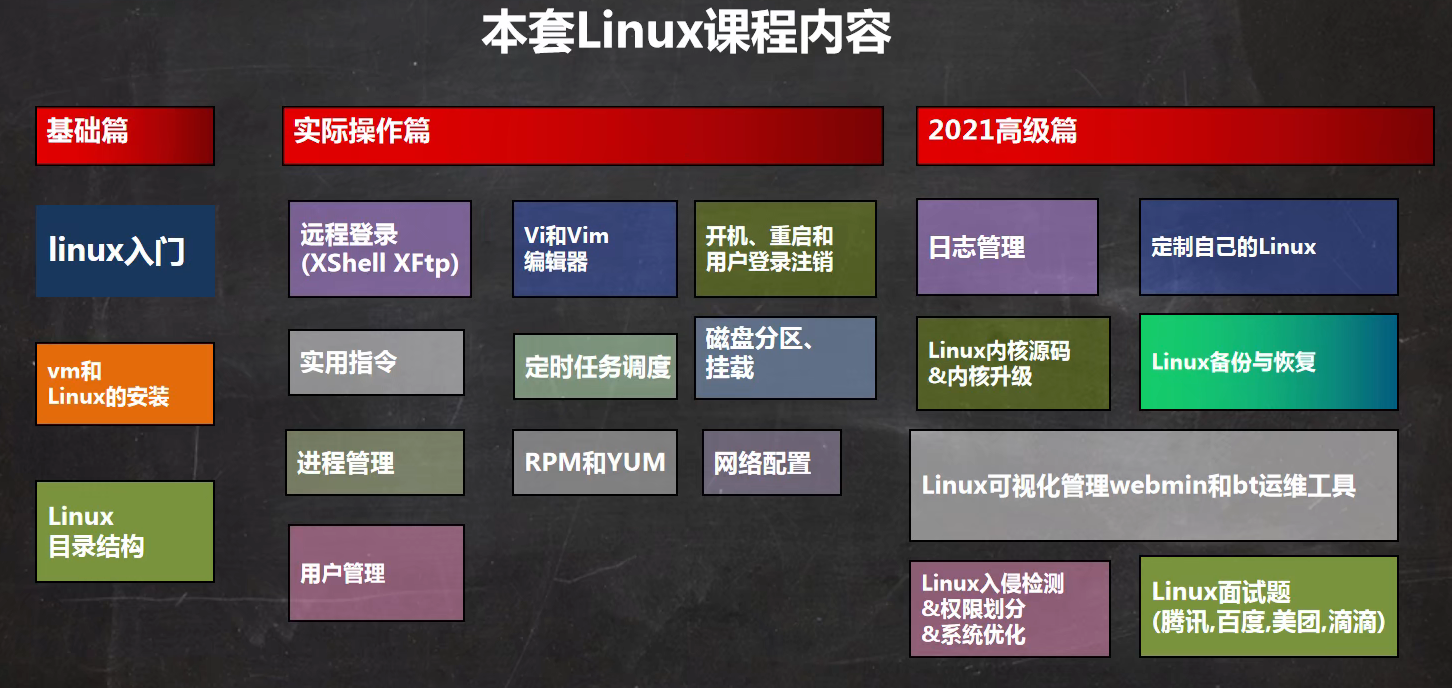 本套Linux课程内容
基础篇
linux入门
vm和
Linux的安装
Linux
目录结构
实际操作篇
远程登录
(XShell XFtp)
Vi和Vim
编辑器
开机、重启和
用户登录注销
实用指令
定时任务调度
磁盘分区、
挂载
进程管理
RPM和YUM
网络配置
用户管理
2021高级篇
日志管理
定制自己的Linux
Linux内核源码
&内核升级
Linux备份与恢复
Linux可视化管理webmin和bt运维工具
Linux入侵检测
&权限划分
&系统优化
Linux面试题
(腾讯,百度,美团,滴滴)